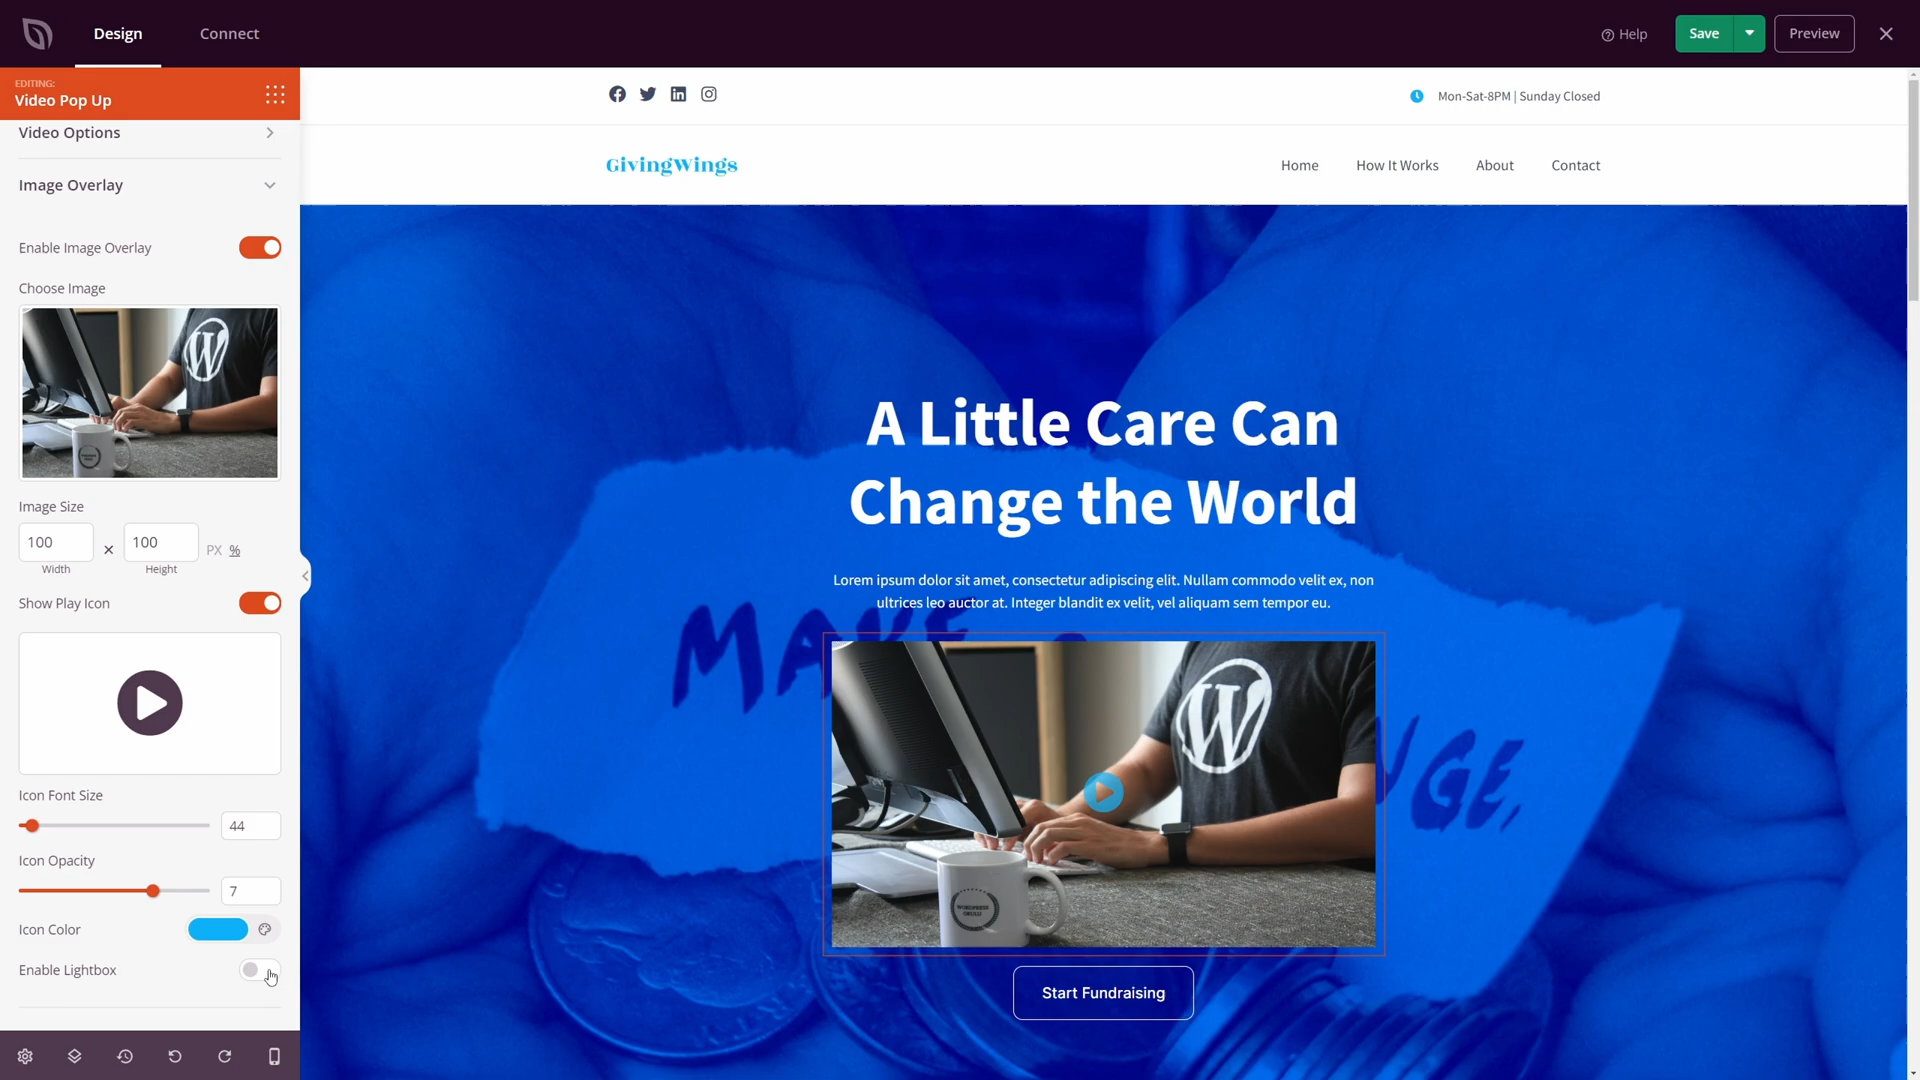 Design
Connect
Help
Save
Preview
EDITING:
Video Pop Up
Video Options
Image Overlay
Enable Image Overlay
Choose Image
Image Size
100
100
PX %
Width
Height
Show Play Icon
Icon Font Size
44
Icon Opacity
7
Icon Color
Enable Lightbox
Mon-Sat-8PM | Sunday Closed
GivingWings
Home
How It Works
About
Contact
A Little Care Can
Change the World
Lorem ipsum dolor sit amet, consectetur adipiscing elit. Nullam commodo velit ex, non
ultrices leo auctor at. Integer blandit ex velit, vel aliquam sem tempor eu.
Start Fundraising